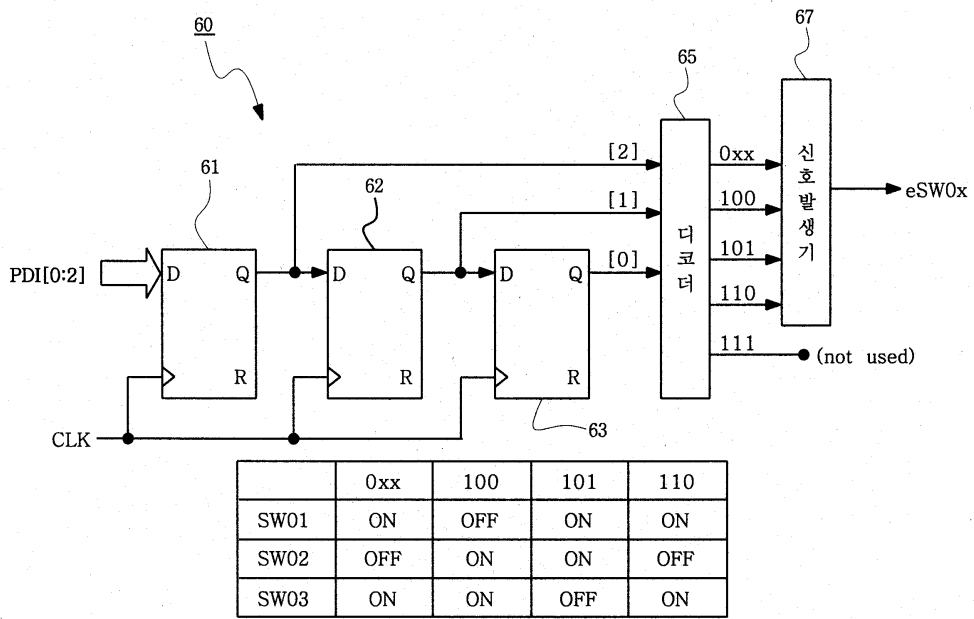 60
67
65
[2]
0xx
61
62
[1]
100
신호발생기
eSW0x
디코더
PDI[0:2]
D Q
D Q
D Q
[0]
101
110
111
(not used)
R
R
R
CLK
63
0xx 100 101 110
SW01 ON OFF ON ON
SW02 OFF ON ON OFF
SW03 ON ON OFF ON